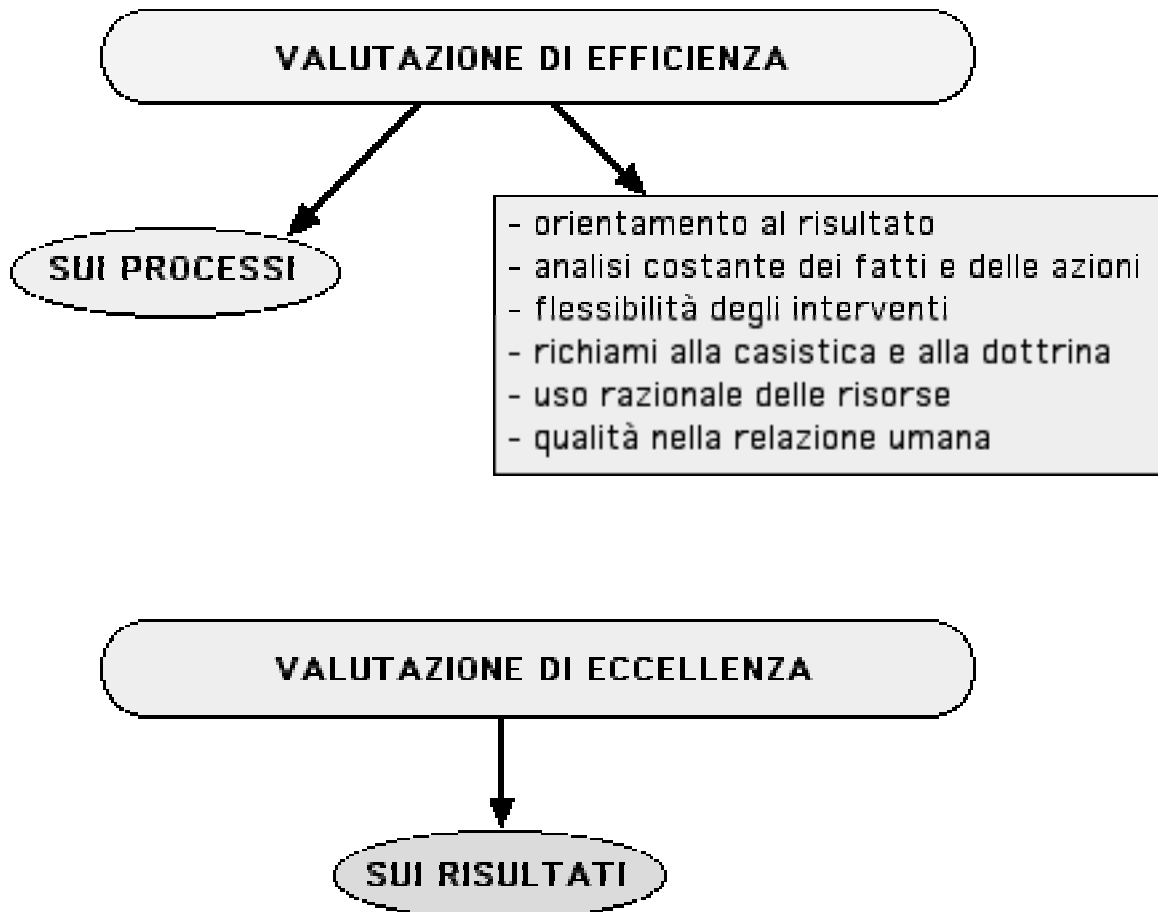 VALUTAZIONE DI EFFICIENZA
SUI PROCESSI
- orientamento al risultato
- analisi costante dei fatti e delle azioni
- flessibilità degli interventi
- richiami alla casistica e alla dottrina
- uso razionale delle risorse
- qualità nella relazione umana
VALUTAZIONE DI ECCELLENZA
SUI RISULTATI